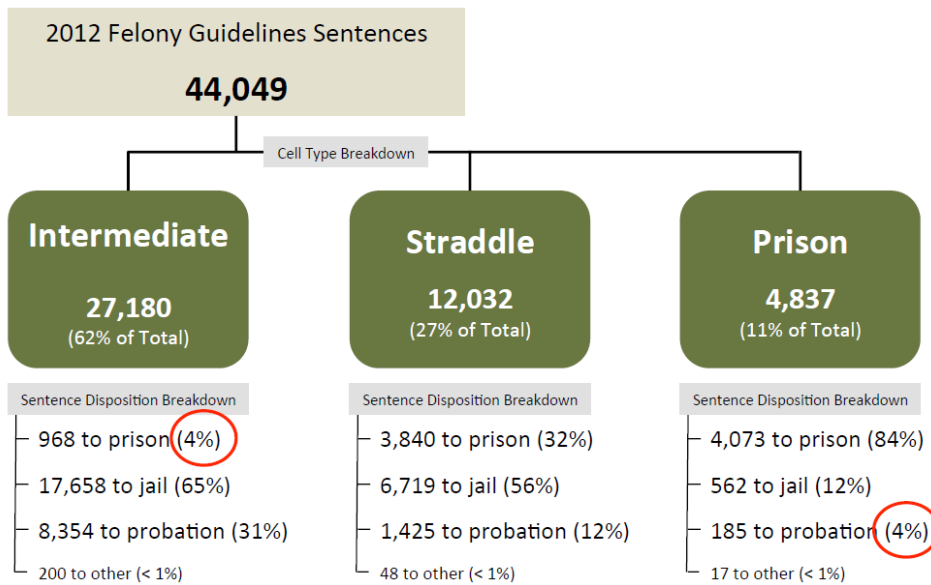 2012 Felony Guidelines Sentences
44,049
Cell Type Breakdown
Intermediate
27,180
(62% of Total)
Sentence Disposition Breakdown
968 to prison (4%)
17,658 to jail (65%)
8,354 to probation (31%)
200 to other (< 1%)
Straddle
12,032
(27% of Total)
Sentence Disposition Breakdown
3,840 to prison (32%)
6,719 to jail (56%)
1,425 to probation (12%)
48 to other (< 1%)
Prison
4,837
(11% of Total)
Sentence Disposition Breakdown
4,073 to prison (84%)
562 to jail (12%)
185 to probation (4%)
17 to other (< 1%)